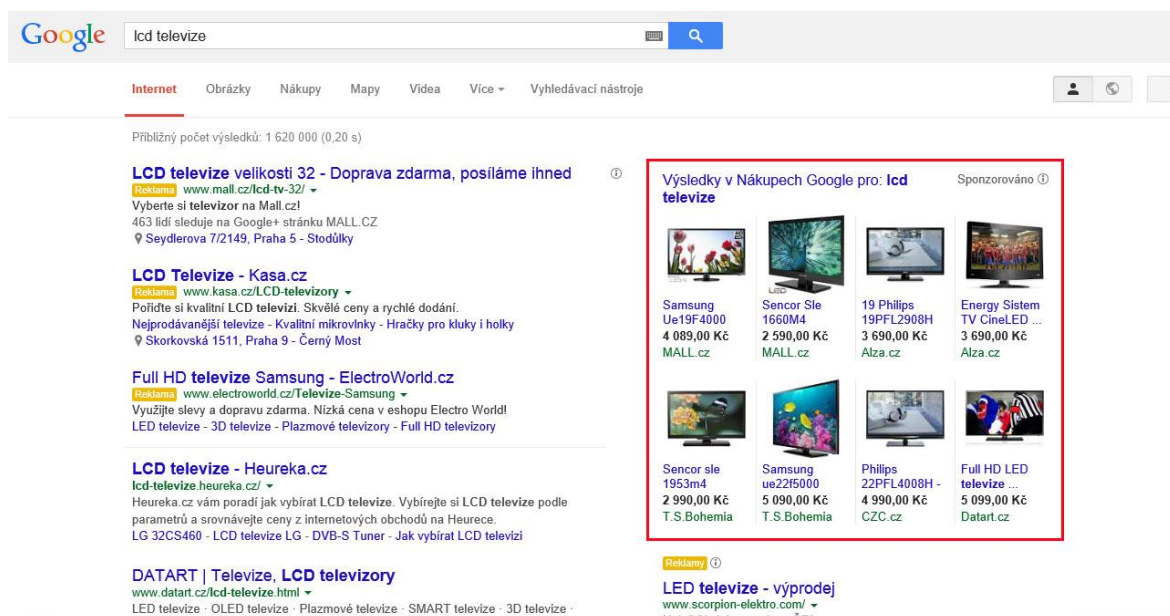 Google
lcd televize
Internet Obrázky Nákupy Mapy Videa Více Vyhledávací nástroje
Přibližný počet výsledků: 1 620 000 (0,20 s)
LCD televize velikosti 32 - Doprava zdarma, posíláme ihned
Reklama www.mall.cz/lcd-tv-32/
Vyberte si televizor na Mall.cz!
463 lidí sleduje na Google+ stránku MALL.CZ
Seydlerova 7/2149, Praha 5 - Stodůlky
LCD Televize - Kasa.cz
Reklama www.kasa.cz/LCD-televizory
Pořiďte si kvalitní LCD televizi. Skvělé ceny a rychlé dodání.
Nejprodávanější televize - Kvalitní mikrovlnky - Hračky pro kluky i holky
Skorkovská 1511, Praha 9 - Černý Most
Full HD televize Samsung - ElectroWorld.cz
Reklama www.electroworld.cz/Televize-Samsung
Využijte slevy a dopravu zdarma. Nízká cena v eshopu Electro World!
LED televize - 3D televize - Plazmové televizory - Full HD televizory
LCD televize - Heureka.cz
lcd-televize.heureka.cz/
Heureka.cz vám poradí jak vybírat LCD televize. Vybírejte si LCD televize podle
parametrů a srovnávejte ceny z internetových obchodů na Heurece.
LG 32CS460 - LCD televize LG - DVB-S Tuner - Jak vybírat LCD televizi
DATART | Televize, LCD televizory
www.datart.cz/lcd-televize.html
LED televize · OLED televize · Plazmové televize · SMART televize · 3D televize ·
Výsledky v Nákupech Google pro: lcd
televize
Sponzorováno
Samsung
Ue19F4000
4 089,00 Kč
MALL.cz
LED
Sencor Sle
1660M4
2 590,00 Kč
MALL.cz
19 Philips
19PFL2908H
3 690,00 Kč
Alza.cz
Energy Sistem
TV CineLED ...
3 690,00 Kč
Alza.cz
Sencor sle
1953m4
2 990,00 Kč
T.S.Bohemia
Samsung
ue22f5000
5 090,00 Kč
T.S.Bohemia
Philips
22PFL4008H -
4 990,00 Kč
CZC.cz
Full HD LED
televize ...
5 099,00 Kč
Datart.cz
Reklamy
LED televize - výprodej
www.scorpion-elektro.com/